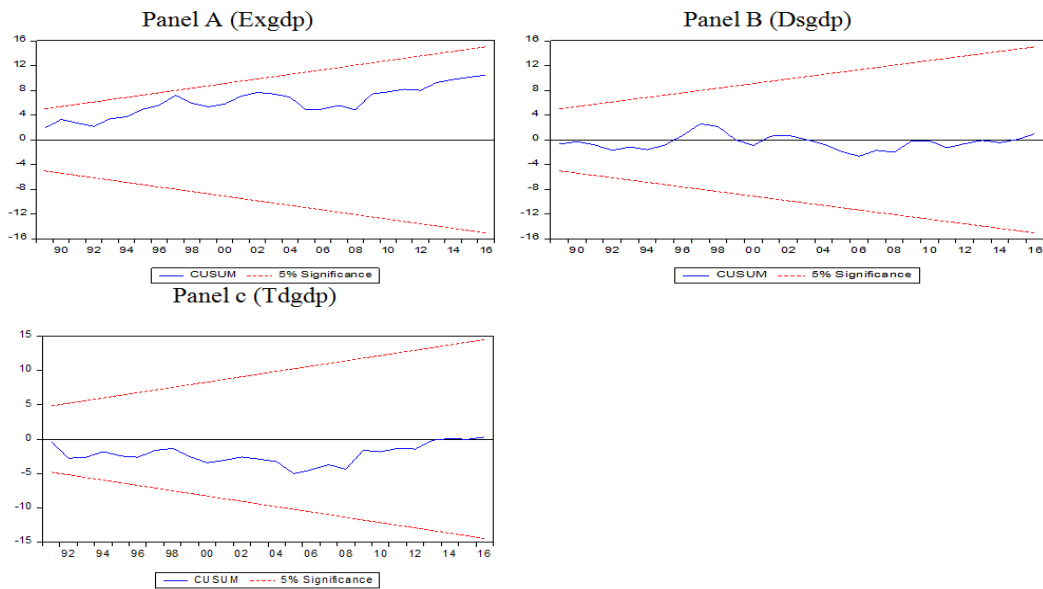 Panel A (Exgdp)
16
12
8
4
0
-4
-8
-12
-16
90 92 94 96 98 00 02 04 06 08 10 12 14 16
CUSUM 5% Significance
Panel B (Dsgdp)
16
12
8
4
0
-4
-8
-12
-16
90 92 94 96 98 00 02 04 06 08 10 12 14 16
CUSUM 5% Significance
Panel c (Tdgdp)
15
10
5
0
-5
-10
-15
92 94 96 98 00 02 04 06 08 10 12 14 16
CUSUM 5% Significance